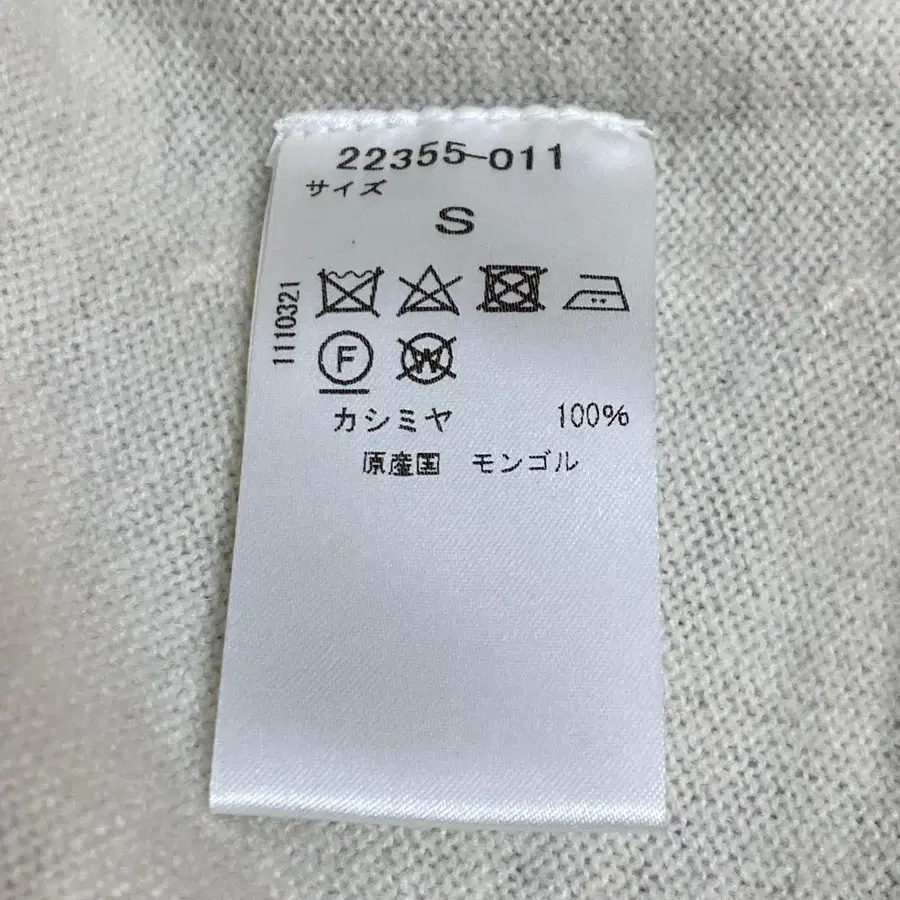 22355-011
サイズ
S
1110321
F
W
カシミヤ 100%
原産国 モンゴル